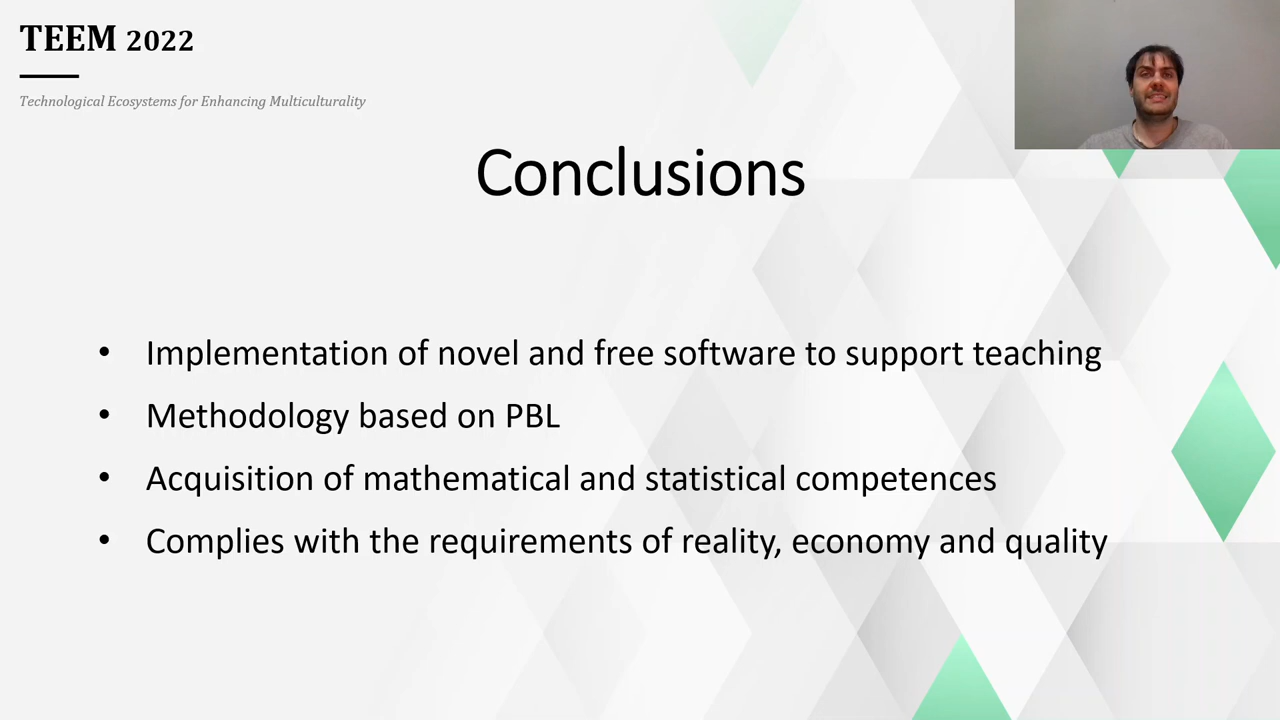 TEEM 2022
Technological Ecosystems for Enhancing Multiculturality
Conclusions
• Implementation of novel and free software to support teaching
• Methodology based on PBL
• Acquisition of mathematical and statistical competences
• Complies with the requirements of reality, economy and quality